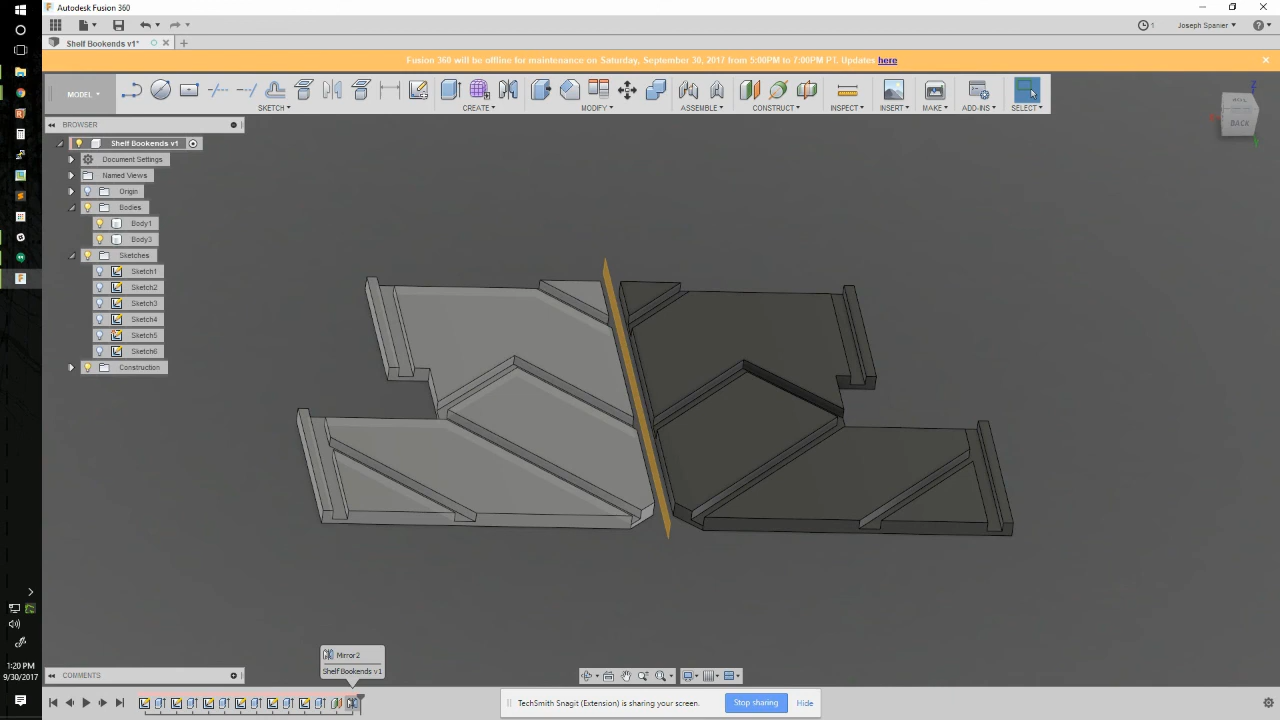 Autodesk Fusion 360
1
Joseph Spanier
Shelf Bookends v1*
Fusion 360 will be offline for maintenance on Saturday, September 30, 2017 from 5:00PM to 7:00PM PT. Updates here
MODEL
SKETCH
CREATE
MODIFY
ASSEMBLE
CONSTRUCT
INSPECT
INSERT
MAKE
ADD-INS
SELECT
BROWSER
Z
BACK
Shelf Bookends v1
Document Settings
Named Views
Origin
Bodies
Body1
Body3
Sketches
Sketch1
Sketch2
Sketch3
Sketch4
Sketch5
Sketch6
Construction
Mirror2
Shelf Bookends v1
COMMENTS
1:20 PM
9/30/2017
TechSmith Snagit (Extension) is sharing your screen.
Stop sharing
Hide